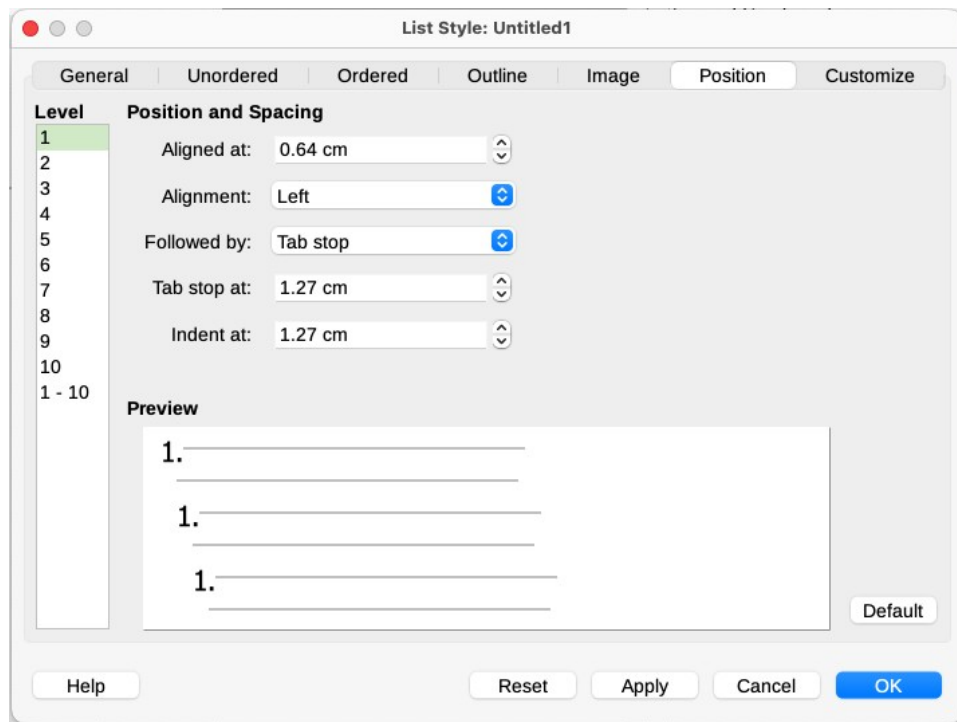 List Style: Untitled1
General Unordered Ordered Outline Image Position Customize
Level
1
2
3
4
5
6
7
8
9
10
1 - 10
Position and Spacing
Aligned at: 0.64 cm
Alignment: Left
Followed by: Tab stop
Tab stop at: 1.27 cm
Indent at: 1.27 cm
Preview
1.
1.
1.
Default
Help Reset Apply Cancel OK